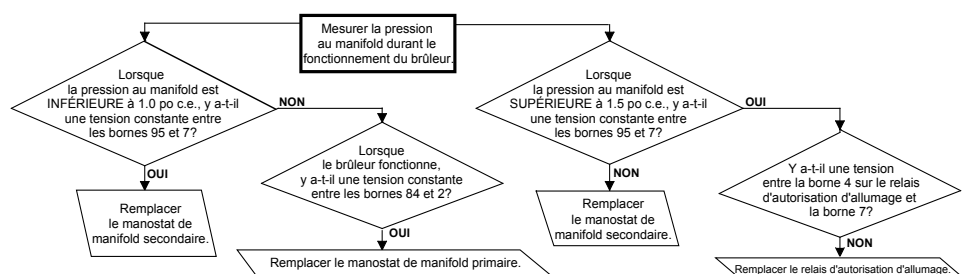 Mesurer la pression
au manifold durant le
fonctionnement du brûleur.
Lorsque
la pression au manifold est
INFÉRIEURE à 1.0 po c.e., y a-t-il
une tension constante entre
les bornes 95 et 7?
NON
OUI
Remplacer
le manostat de
manifold secondaire.
Lorsque
le brûleur fonctionne,
y a-t-il une tension constante
entre les bornes 84 et 2?
OUI
Remplacer le manostat de manifold primaire.
Lorsque
la pression au manifold est
SUPÉRIEURE à 1.5 po c.e., y a-t-il
une tension constante entre
les bornes 95 et 7?
OUI
NON
Remplacer
le manostat de
manifold secondaire.
Y a-t-il une tension
entre la borne 4 sur le relais
d'autorisation d'allumage et
la borne 7?
NON
Remplacer le relais d'autorisation d'allumage.